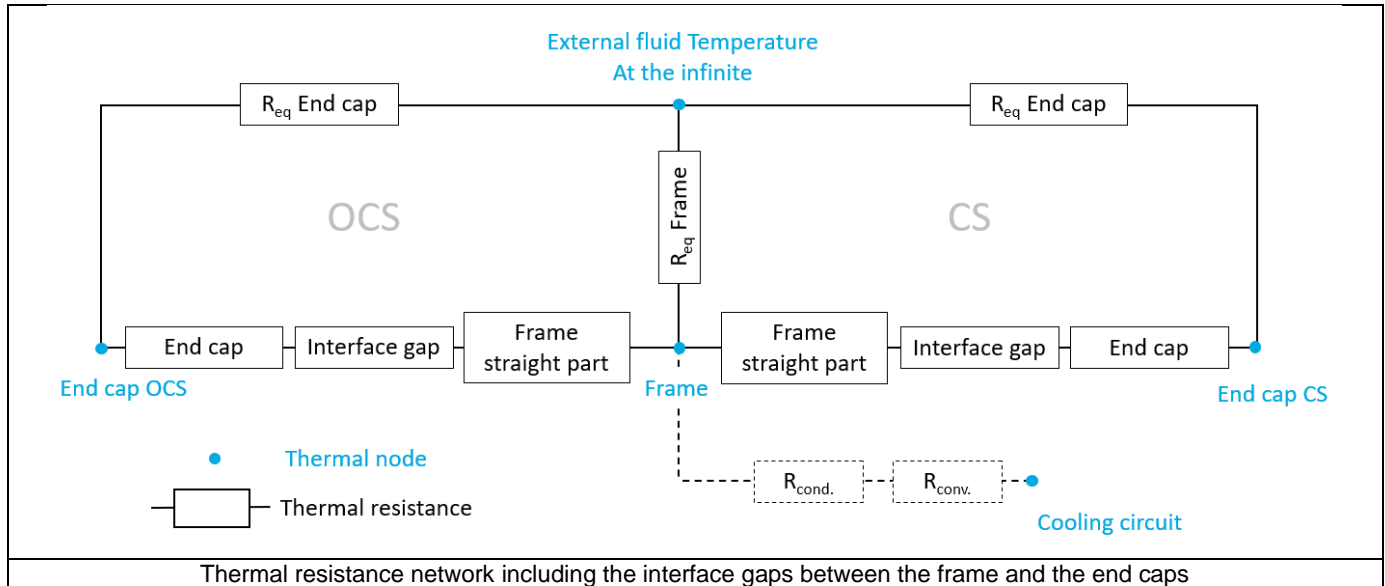 External fluid Temperature
At the infinite
Req End cap
Req End cap
Req Frame
OCS
CS
End cap
Interface gap
Frame
straight part
Frame
straight part
Interface gap
End cap
End cap OCS
Frame
End cap CS
Thermal node
Rcond.
Rconv.
Thermal resistance
Cooling circuit
Thermal resistance network including the interface gaps between the frame and the end caps